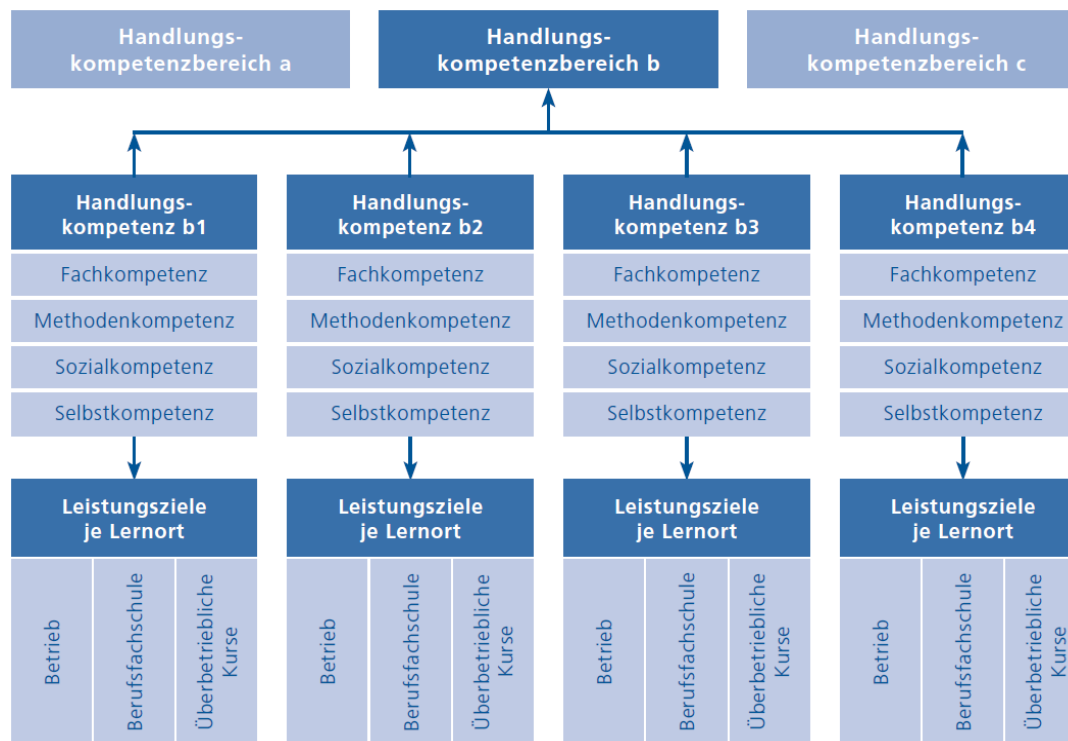 Handlungs-
kompetenzbereich a
Handlungs-
kompetenzbereich b
Handlungs-
kompetenzbereich c
Handlungs-
kompetenz b1
Fachkompetenz
Methodenkompetenz
Sozialkompetenz
Selbstkompetenz
Leistungsziele
je Lernort
Betrieb
Berufsfachschule
Überbetriebliche
Kurse
Handlungs-
kompetenz b2
Fachkompetenz
Methodenkompetenz
Sozialkompetenz
Selbstkompetenz
Leistungsziele
je Lernort
Betrieb
Berufsfachschule
Überbetriebliche
Kurse
Handlungs-
kompetenz b3
Fachkompetenz
Methodenkompetenz
Sozialkompetenz
Selbstkompetenz
Leistungsziele
je Lernort
Betrieb
Berufsfachschule
Überbetriebliche
Kurse
Handlungs-
kompetenz b4
Fachkompetenz
Methodenkompetenz
Sozialkompetenz
Selbstkompetenz
Leistungsziele
je Lernort
Betrieb
Berufsfachschule
Überbetriebliche
Kurse